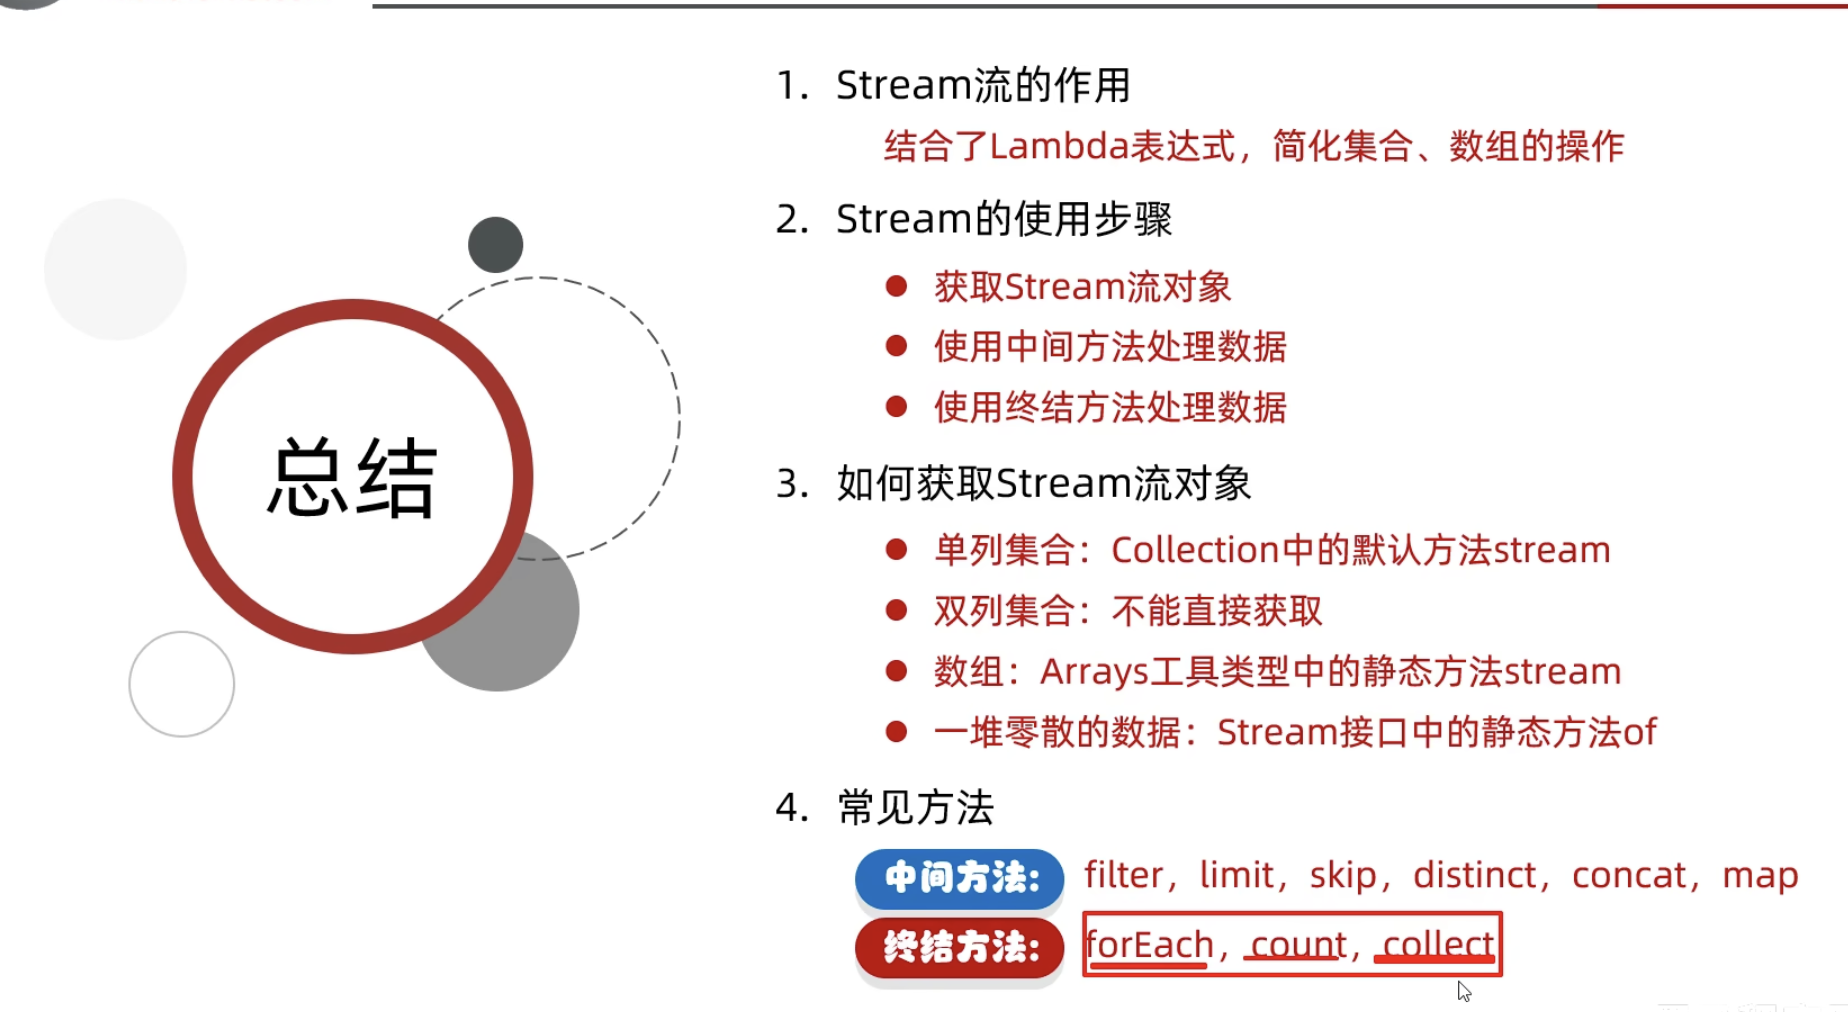 总结
1. Stream流的作用
结合了Lambda表达式，简化集合、数组的操作
2. Stream的使用步骤
获取Stream流对象
使用中间方法处理数据
使用终结方法处理数据
3. 如何获取Stream流对象
单列集合：Collection中的默认方法stream
双列集合：不能直接获取
数组：Arrays工具类型中的静态方法stream
一堆零散的数据：Stream接口中的静态方法of
4. 常见方法
中间方法： filter，limit，skip，distinct，concat，map
终结方法： forEach，count，collect